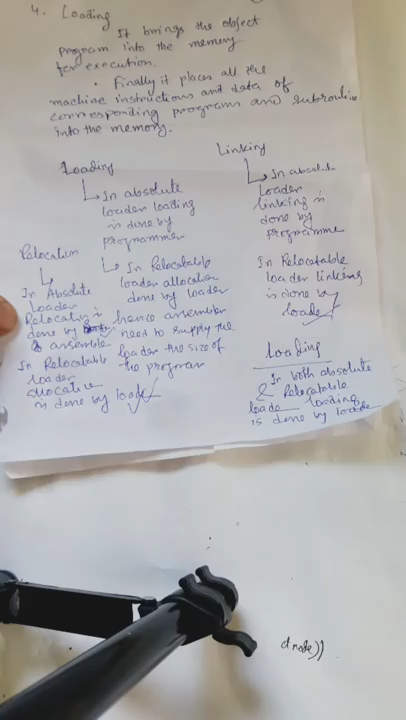 4. Loading
It brings the object
program into the memory
for execution.
• Finally it places all the
machine instructions and data of
corresponding programs and subroutine
into the memory.
Loading
In absolute
loader loading
is done by
programmer
In Relocatable
loader allocation
done by loader
hence assembler
need to supply the
loader the size of
the program
Linking
In absolute
Loader
linking is
done by
programme
In Relocatable
loader linking
is done by
loader
Relocation
In Absolute
Loader
Relocation is
done by
assemble
In Relocatable
loader
allocative
is done by loader
Loading
In both absolute
& Relocatable
loade loading
is done by loade